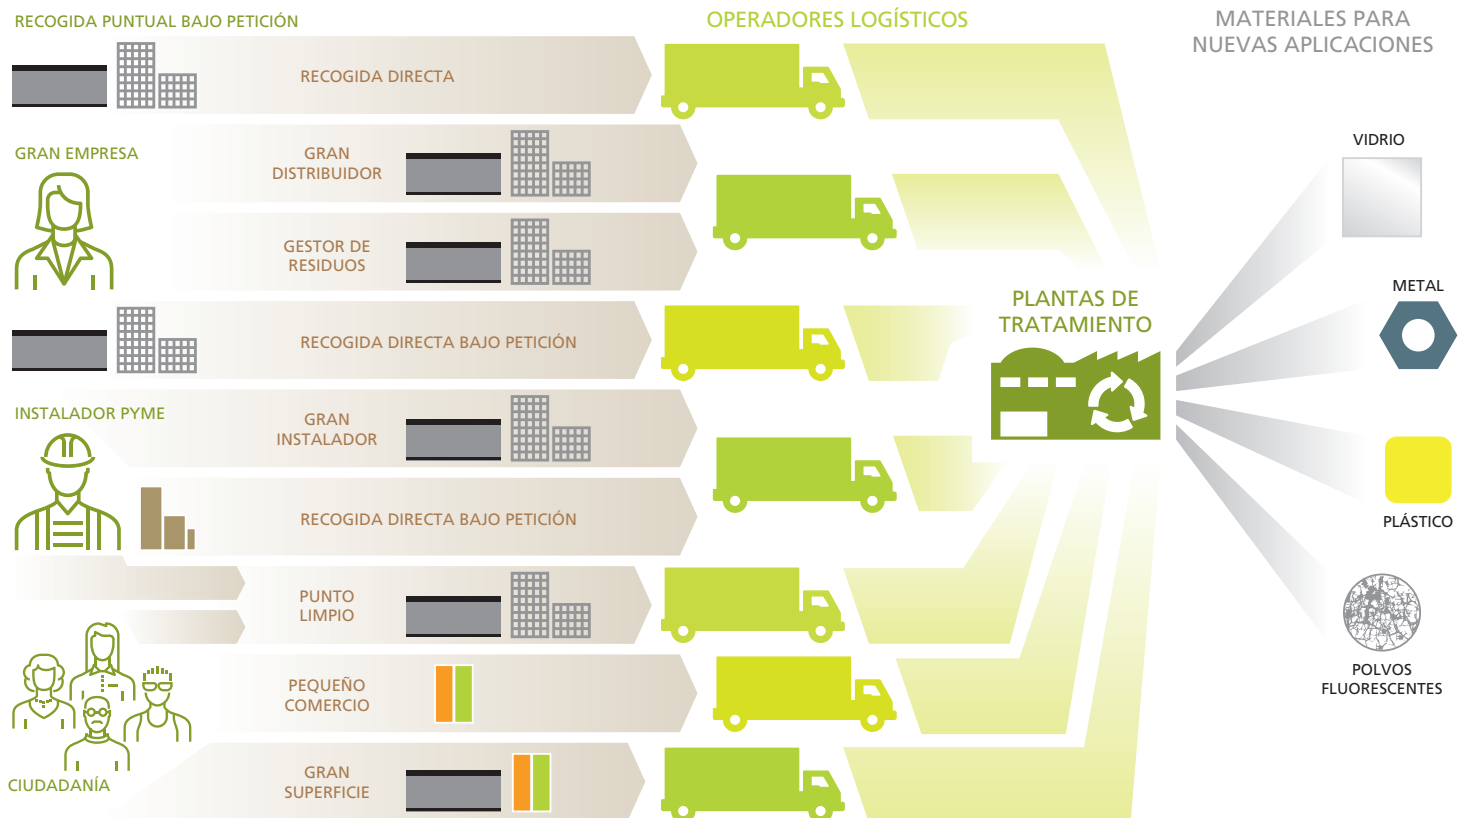 RECOGIDA PUNTUAL BAJO PETICIÓN
OPERADORES LOGÍSTICOS
MATERIALES PARA
NUEVAS APLICACIONES
RECOGIDA DIRECTA
GRAN EMPRESA
GRAN
DISTRIBUIDOR
GESTOR DE
RESIDUOS
RECOGIDA DIRECTA BAJO PETICIÓN
INSTALADOR PYME
GRAN
INSTALADOR
RECOGIDA DIRECTA BAJO PETICIÓN
PUNTO
LIMPIO
PEQUEÑO
COMERCIO
CIUDADANÍA
GRAN
SUPERFICIE
PLANTAS DE
TRATAMIENTO
VIDRIO
METAL
PLÁSTICO
POLVOS
FLUORESCENTES